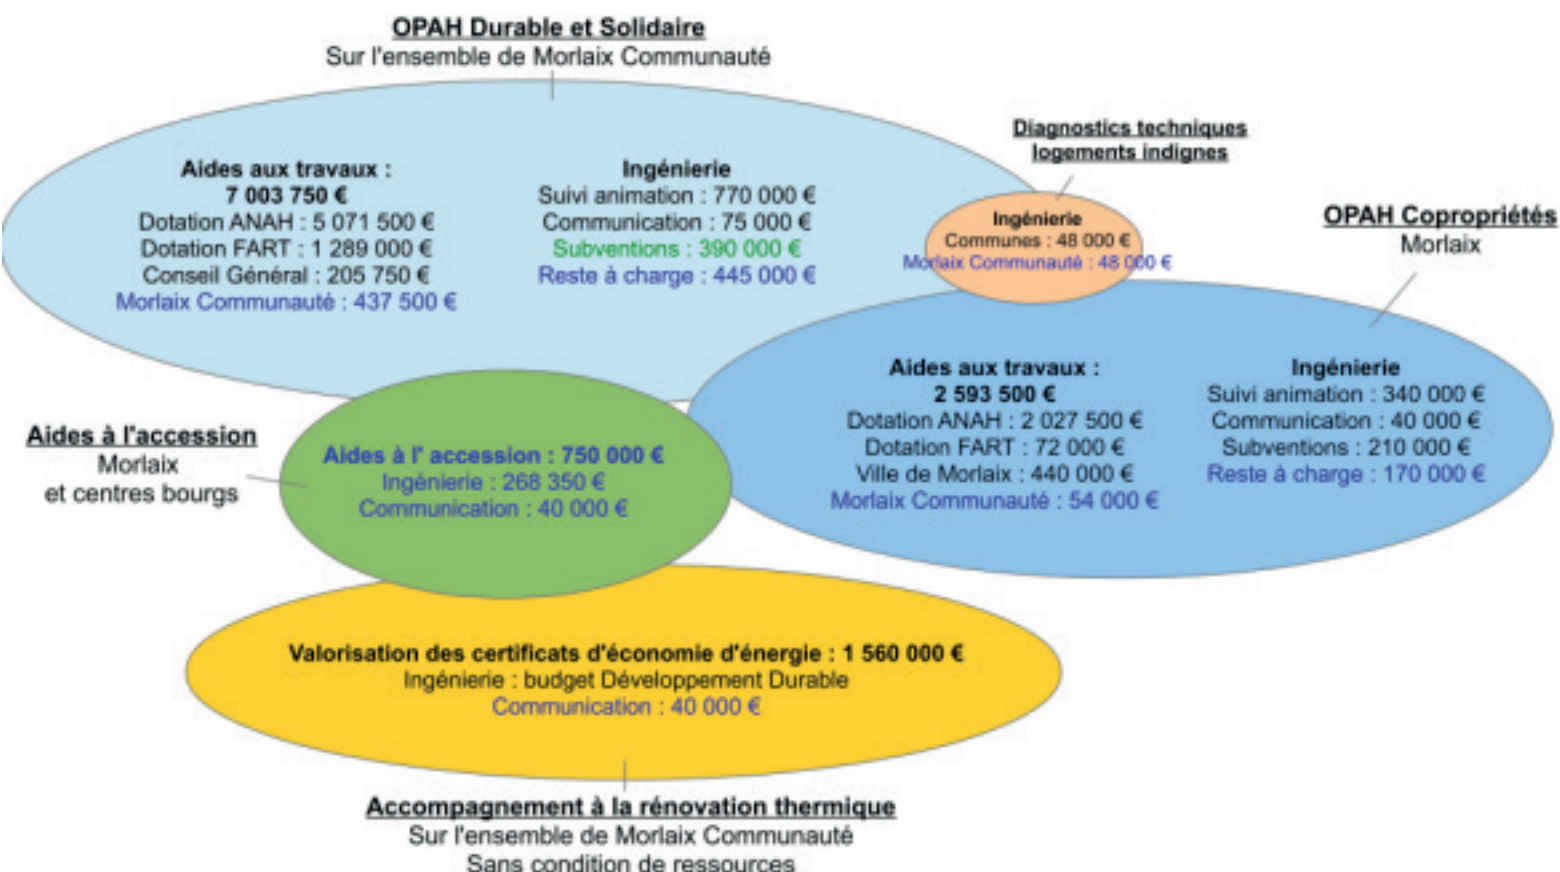 OPAH Durable et Solidaire
Sur l'ensemble de Morlaix Communauté
Aides aux travaux :
7 003 750 €
Dotation ANAH : 5 071 500 €
Dotation FART : 1 289 000 €
Conseil Général : 205 750 €
Morlaix Communauté : 437 500 €
Ingénierie
Suivi animation : 770 000 €
Communication : 75 000 €
Subventions : 390 000 €
Reste à charge : 445 000 €
Diagnostics techniques
logements indignes
Ingénierie
Communes : 48 000 €
Morlaix Communauté : 48 000 €
OPAH Copropriétés
Morlaix
Aides aux travaux :
2 593 500 €
Dotation ANAH : 2 027 500 €
Dotation FART : 72 000 €
Ville de Morlaix : 440 000 €
Morlaix Communauté : 54 000 €
Ingénierie
Suivi animation : 340 000 €
Communication : 40 000 €
Subventions : 210 000 €
Reste à charge : 170 000 €
Aides à l'accession
Morlaix
et centres bourgs
Aides à l' accession : 750 000 €
Ingénierie : 268 350 €
Communication : 40 000 €
Valorisation des certificats d'économie d'énergie : 1 560 000 €
Ingénierie : budget Développement Durable
Communication : 40 000 €
Accompagnement à la rénovation thermique
Sur l'ensemble de Morlaix Communauté
Sans condition de ressources